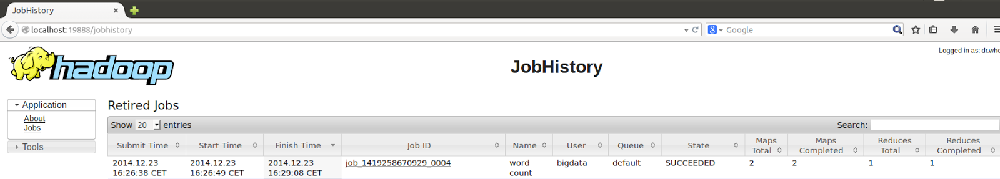 JobHistory
localhost:19888/jobhistory
Google
Logged in as: dr.who
hadoop
JobHistory
Application
About
Jobs
Tools
Retired Jobs
Show 20 entries
Search:
Submit Time Start Time Finish Time Job ID Name User Queue State Maps Total Maps Completed Reduces Total Reduces Completed
2014.12.23 2014.12.23 2014.12.23 job_1419258670929_0004 word bigdata default SUCCEEDED 2 2 1 1
16:26:38 CET 16:26:49 CET 16:29:08 CET count